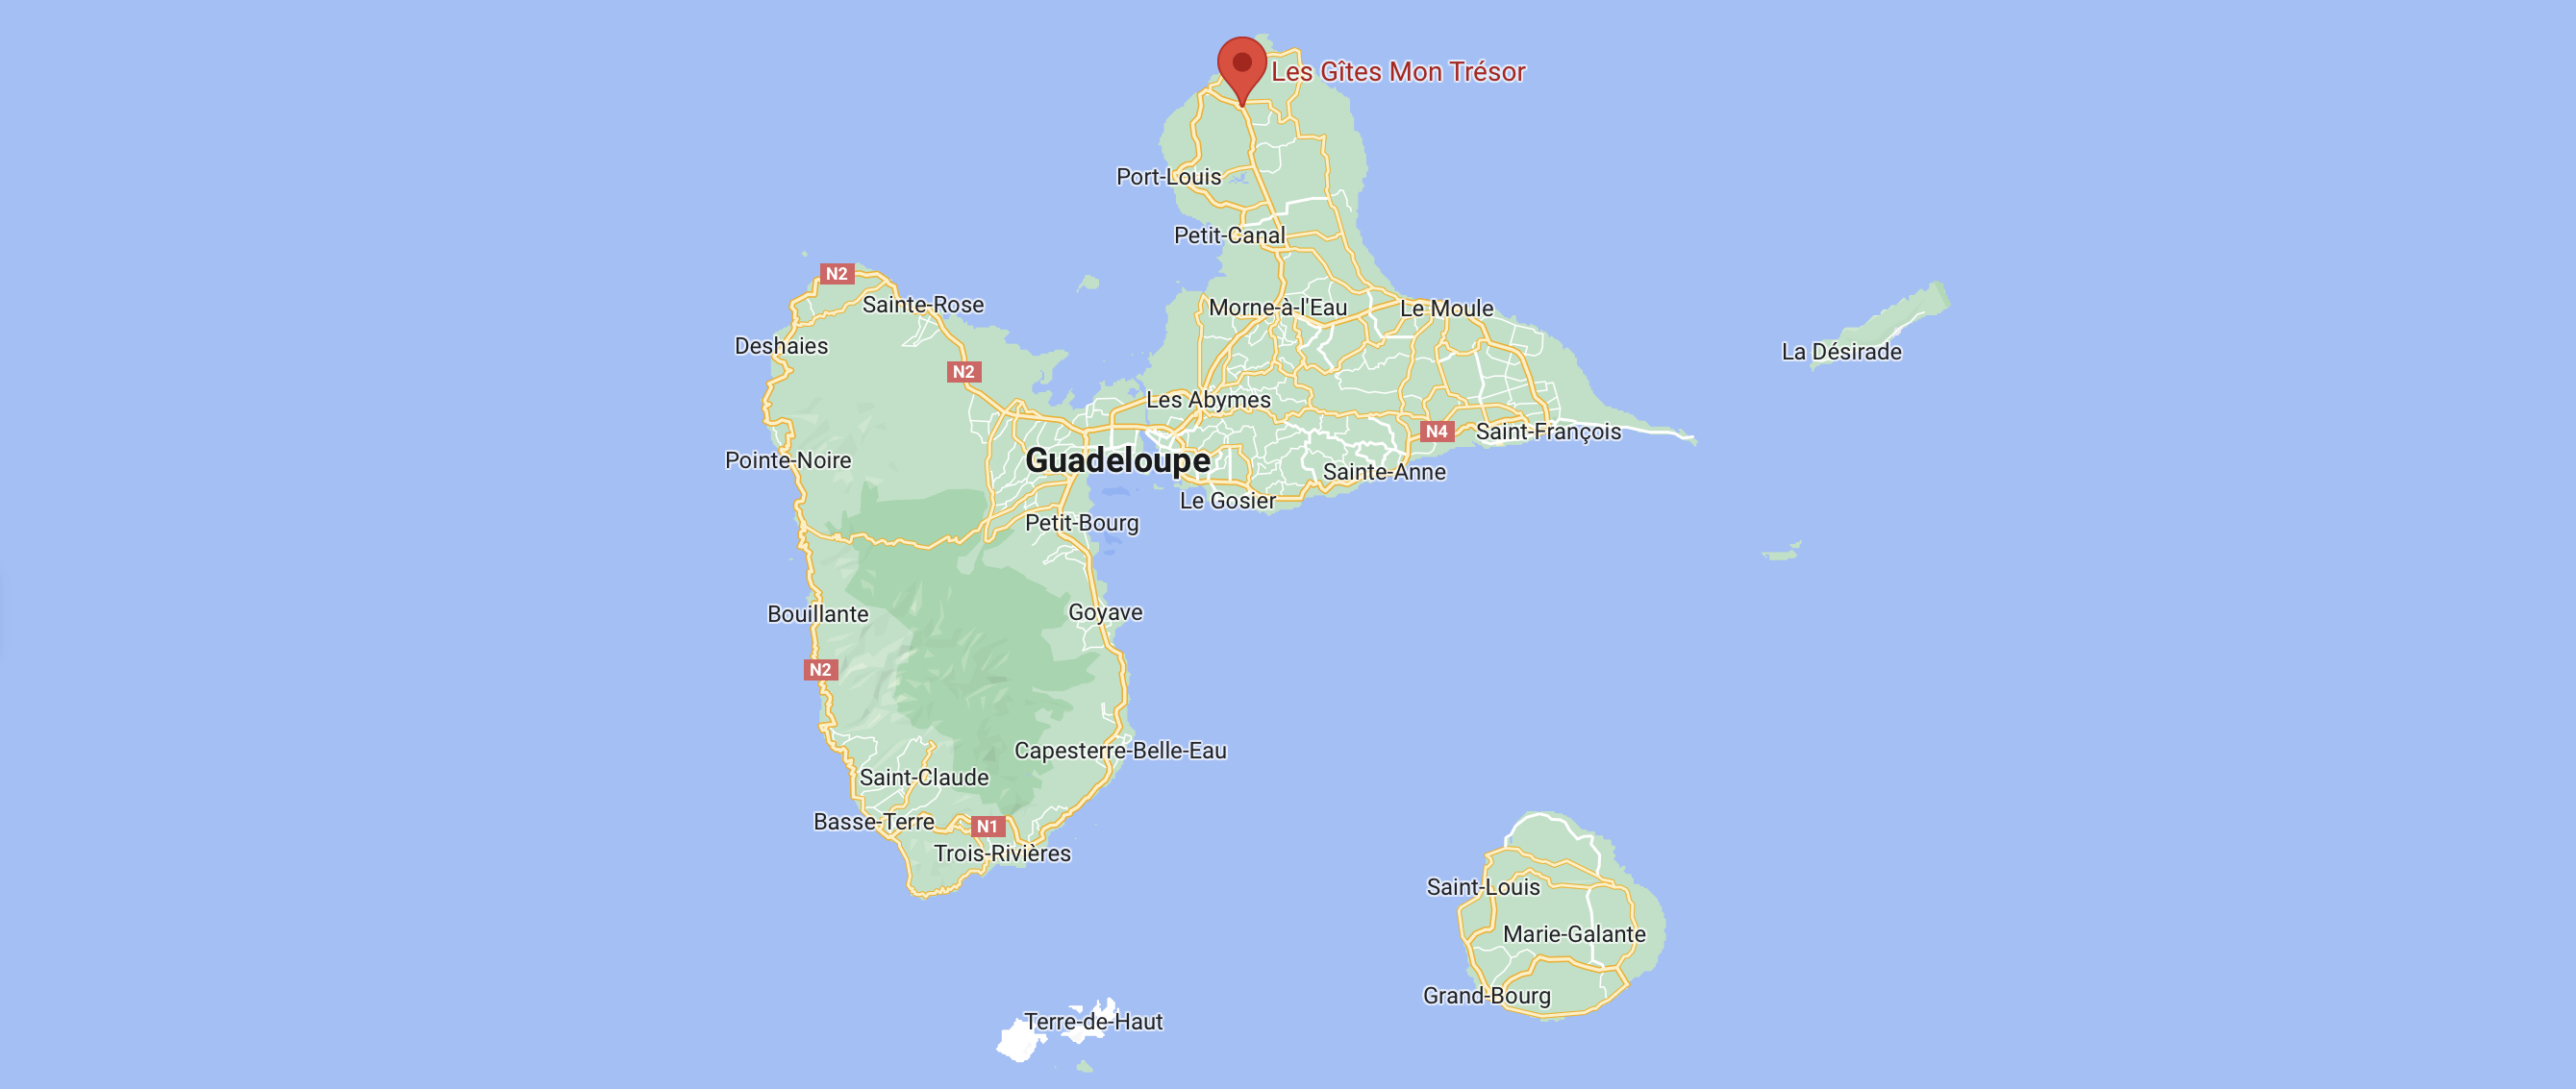 Les Gîtes Mon Trésor
Port-Louis
Petit-Canal
N2
Sainte-Rose
Morne-à-l'Eau
Le Moule
Deshaies
La Désirade
N2
Les Abymes
N4
Saint-François
Pointe-Noire
Guadeloupe
Sainte-Anne
Le Gosier
Petit-Bourg
Bouillante
Goyave
N2
Capesterre-Belle-Eau
Saint-Claude
Basse-Terre
N1
Trois-Rivières
Saint-Louis
Marie-Galante
Grand-Bourg
Terre-de-Haut